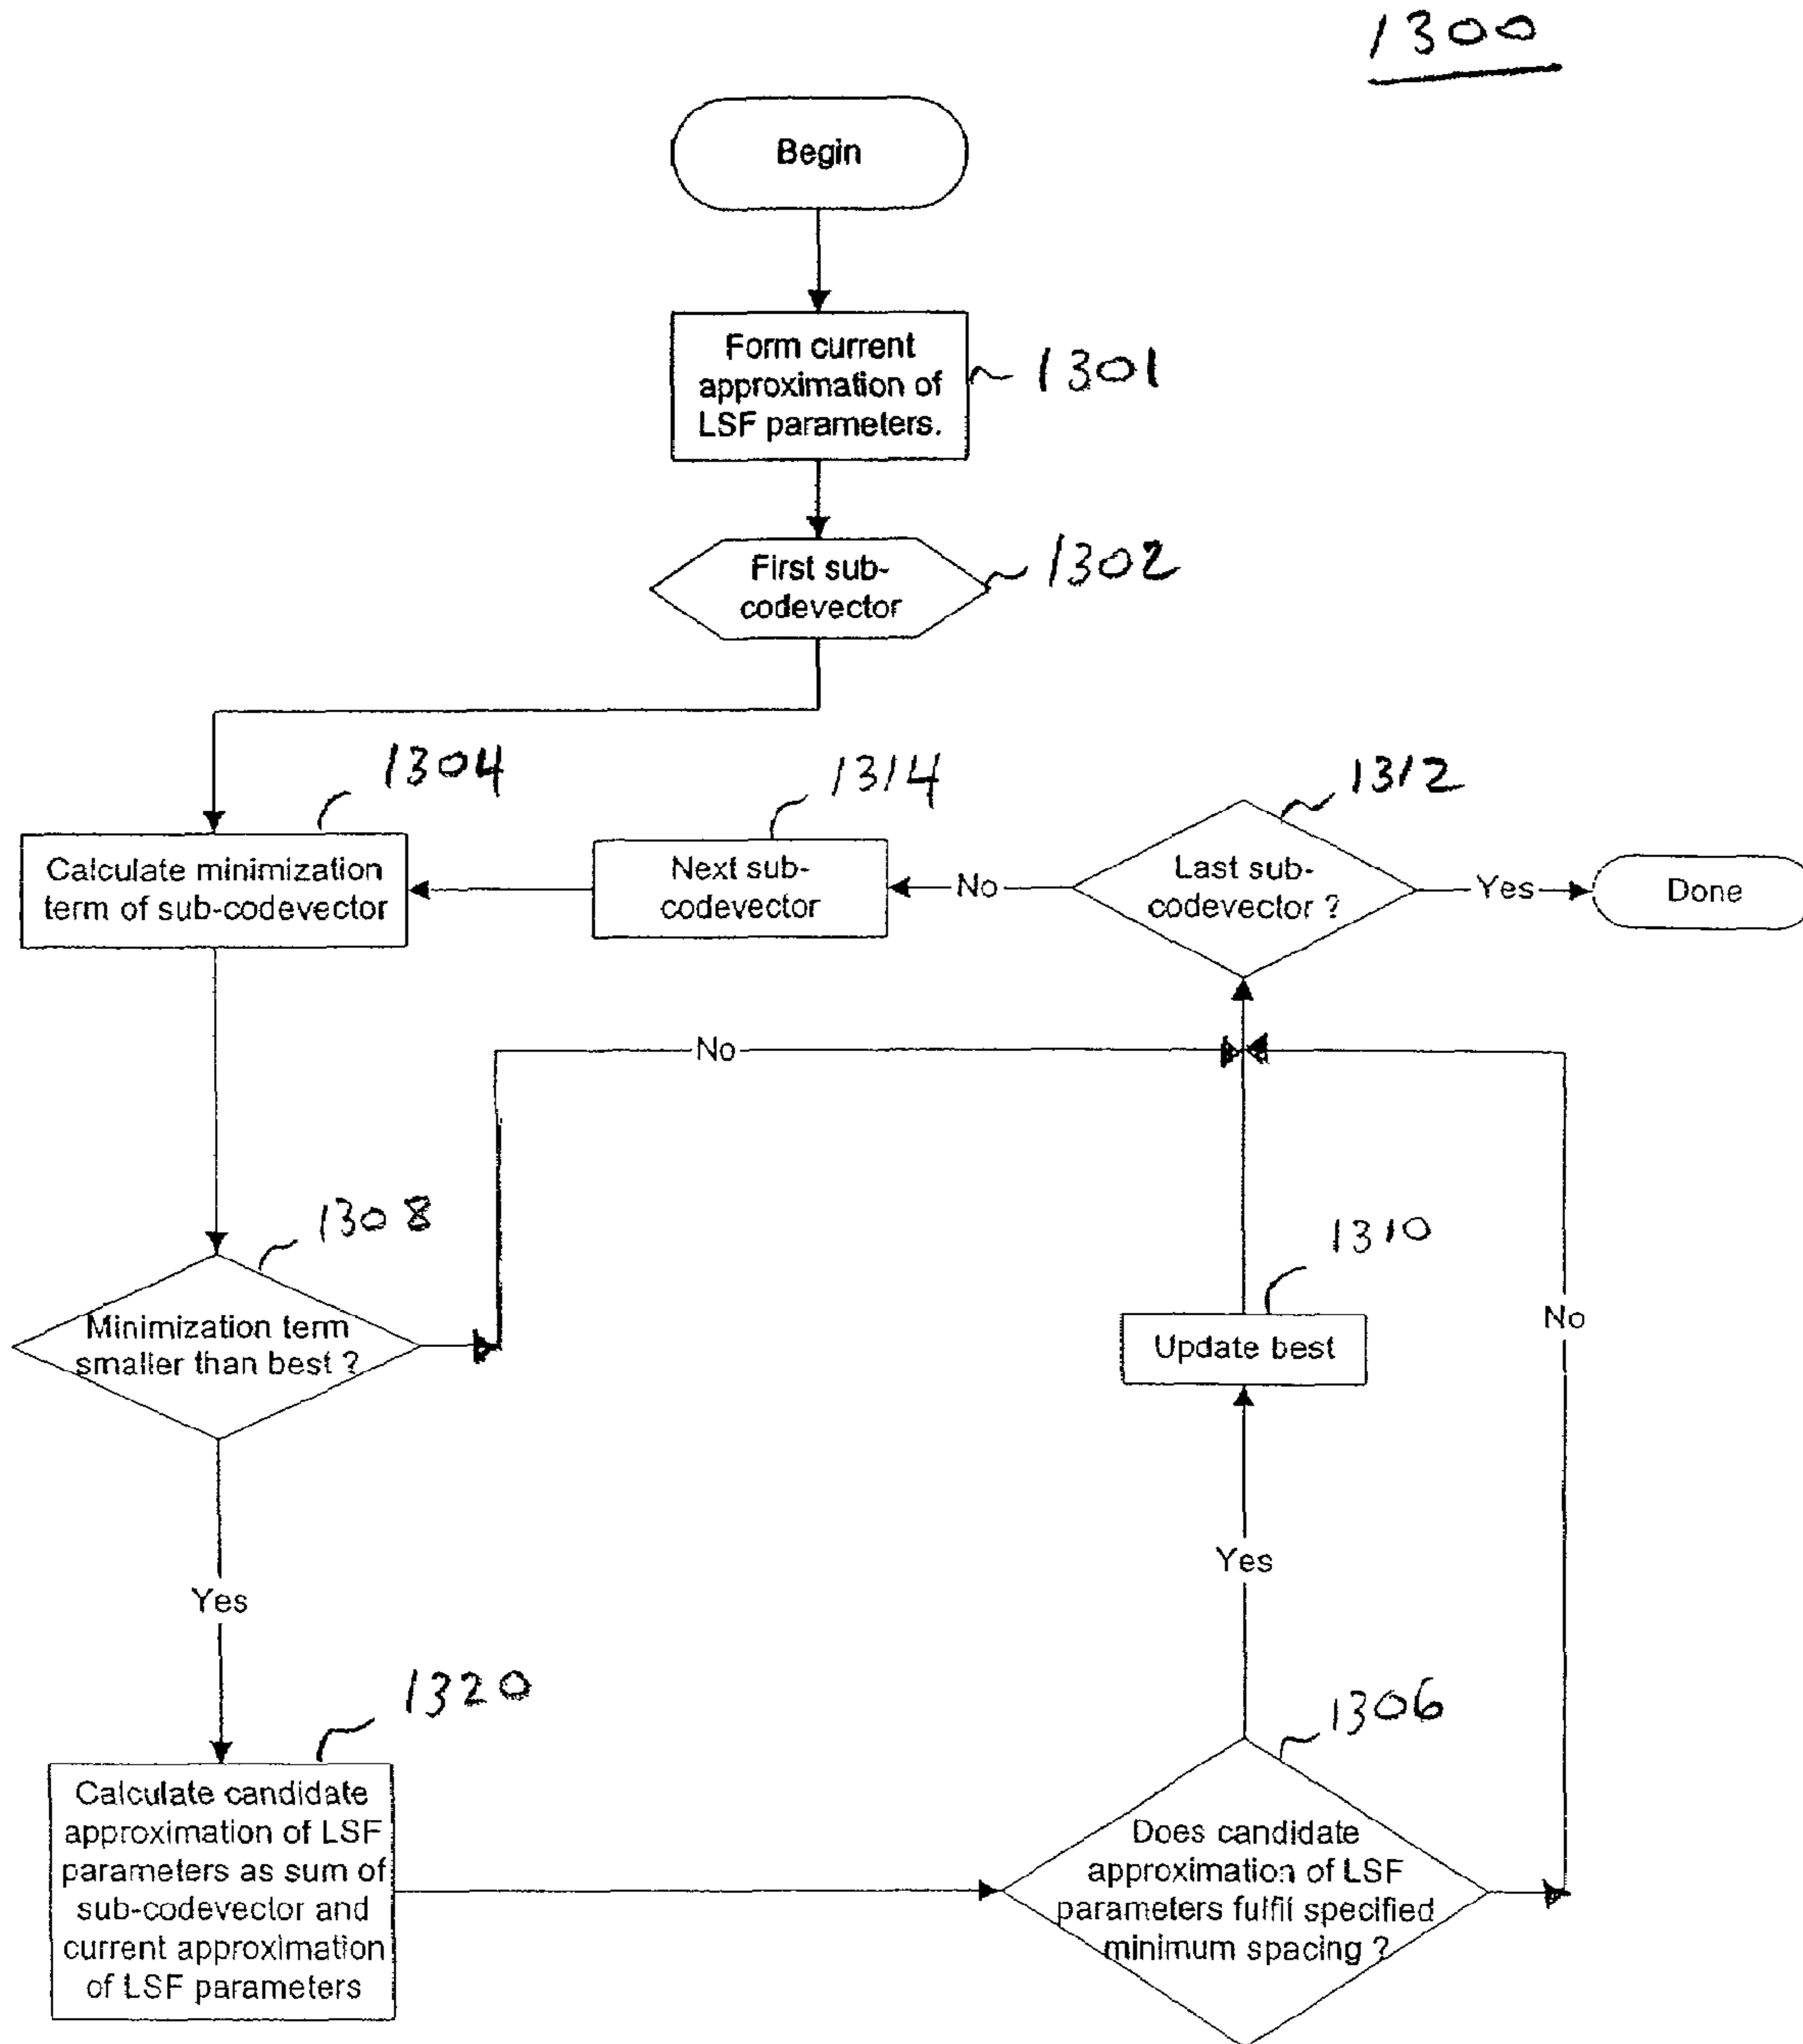 1300
Begin
Form current
approximation of
LSF parameters.
1301
First sub-
codevector
1302
1304
1314
1312
Calculate minimization
term of sub-codevector
Next sub-
codevector
No
Last sub-
codevector ?
Yes
Done
No
1308
1310
Minimization term
smaller than best ?
Update best
No
Yes
Yes
1320
1306
Calculate candidate
approximation of LSF
parameters as sum of
sub-codevector and
current approximation
of LSF parameters
Does candidate
approximation of LSF
parameters fulfil specified
minimum spacing ?